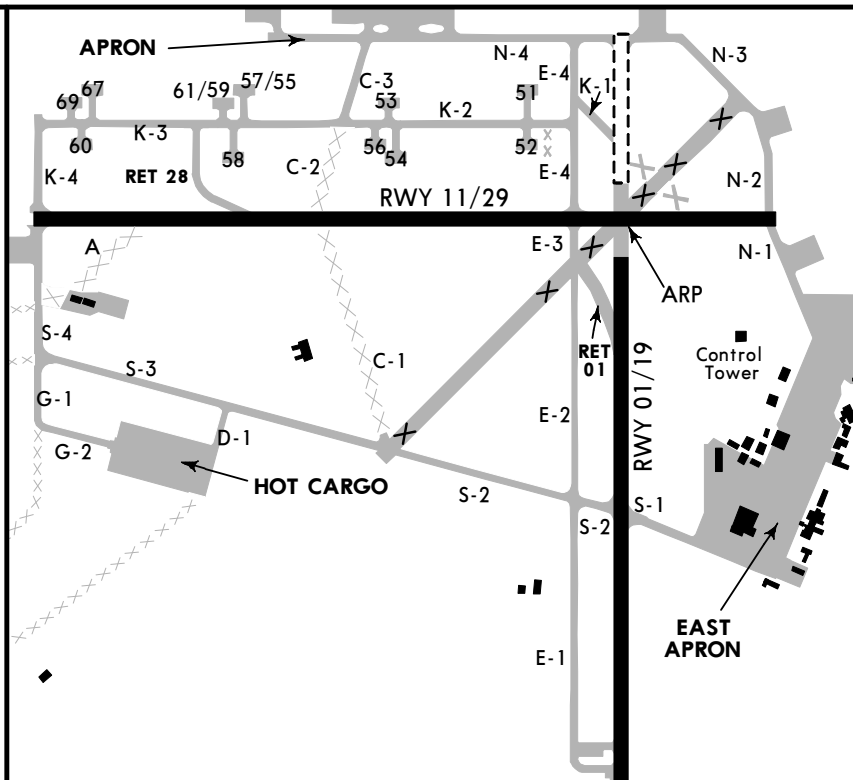 APRON
N-4
N-3
E-4
C-3
K-1
57/55
61/59
67
69
53
51
K-2
K-3
60
58
56
54
52
C-2
E-4
K-4
RET 28
N-2
RWY 11/29
A
E-3
N-1
ARP
S-4
RET
01
Control
Tower
S-3
C-1
RWY 01/19
G-1
E-2
D-1
G-2
HOT CARGO
S-2
S-1
S-2
EAST
APRON
E-1